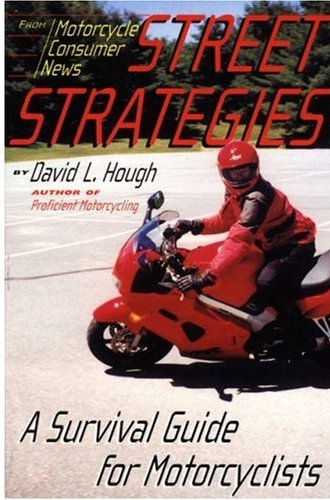 FROM Motorcycle
Consumer
News
STREET
STRATEGIES
BY David L. Hough
AUTHOR OF
Proficient Motorcycling
A Survival Guide
for Motorcyclists